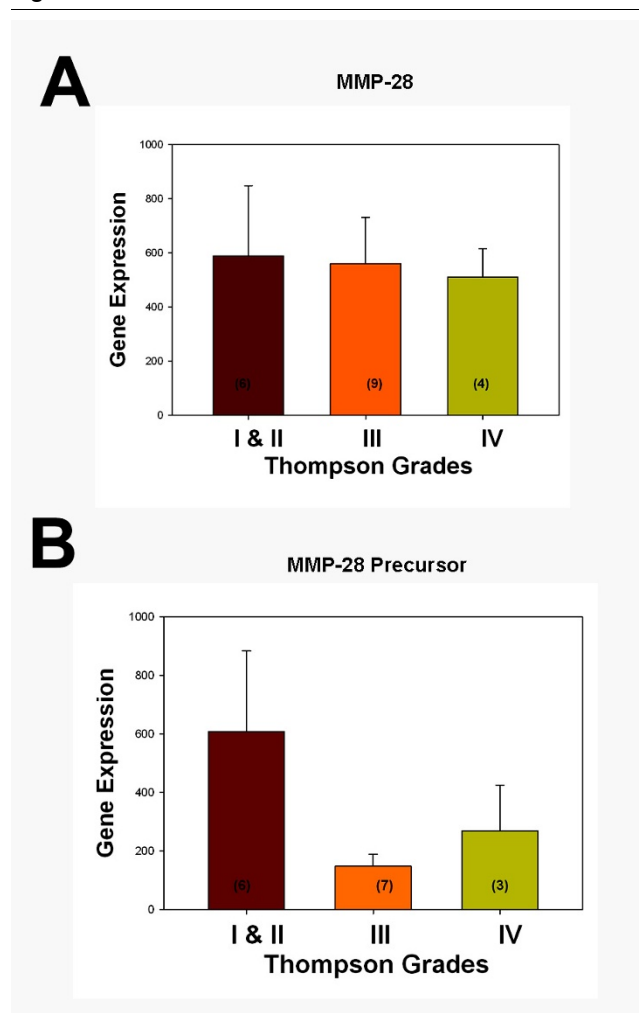 A
MMP-28
1000
800
600
400
200
0
Gene Expression
(6)
(9)
(4)
I & II
III
IV
Thompson Grades
B
MMP-28 Precursor
1000
800
600
400
200
0
Gene Expression
(6)
(7)
(3)
I & II
III
IV
Thompson Grades